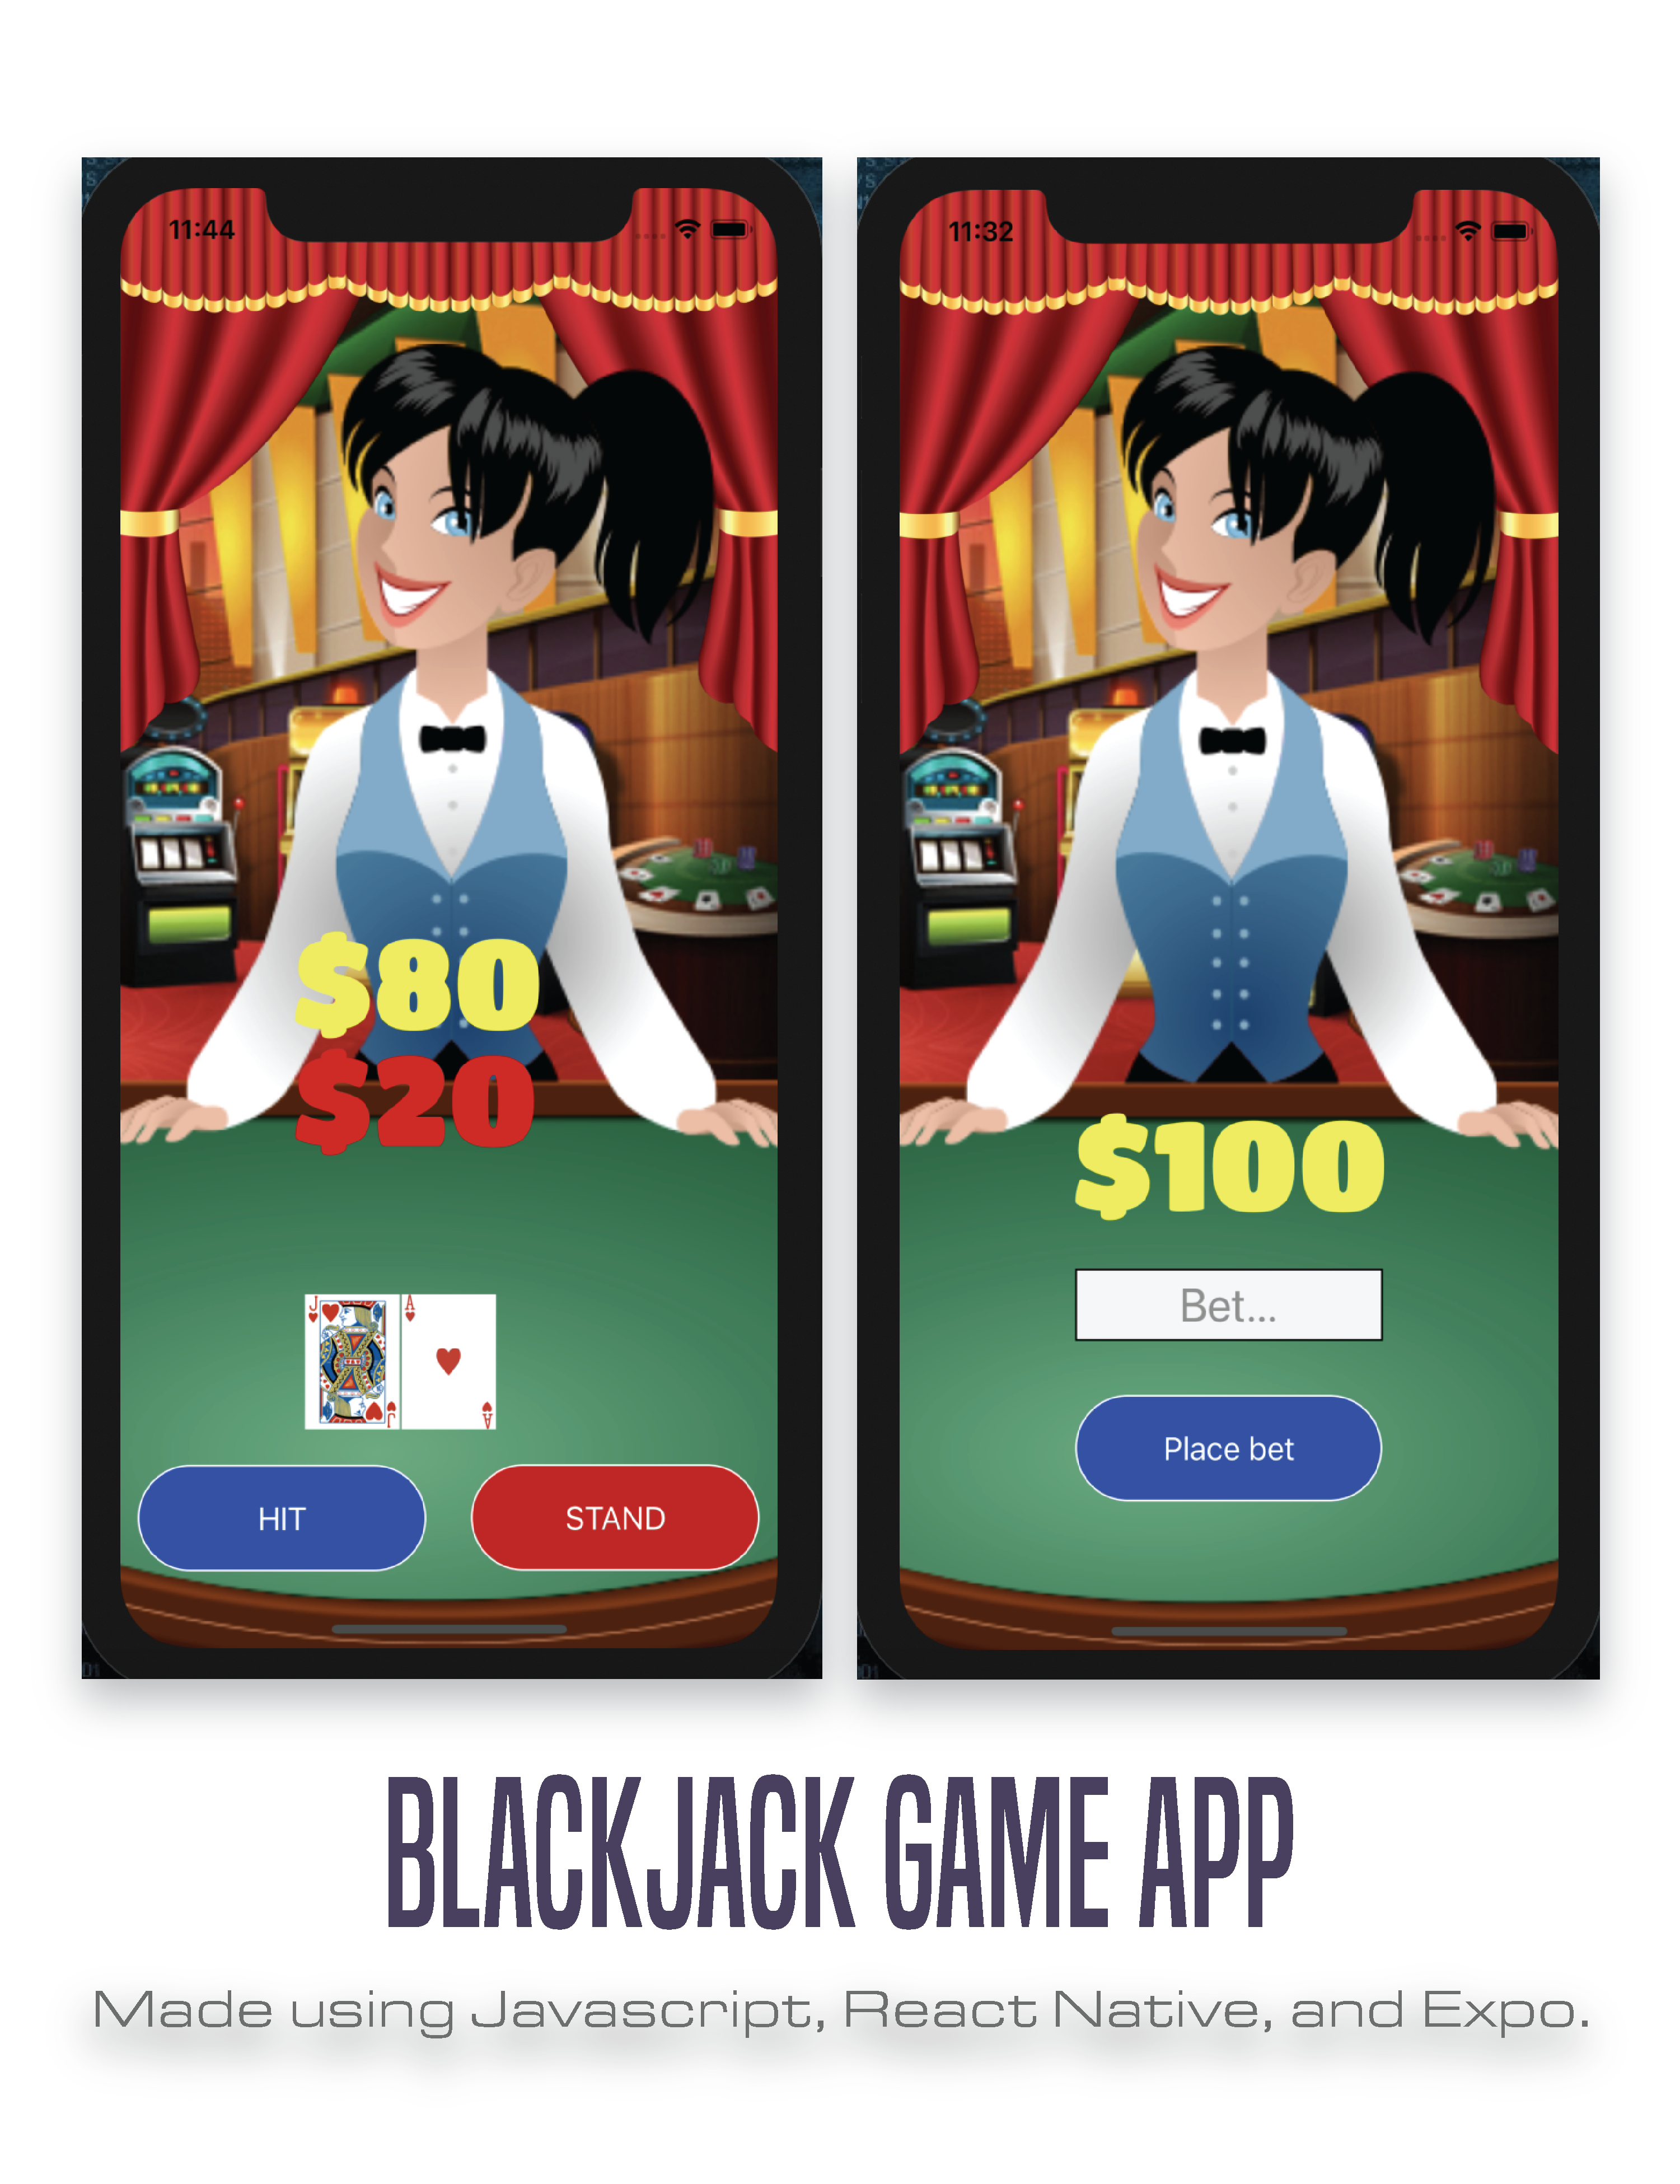 11:44
$80
$20
J
J
A
A
HIT
STAND
11:32
$100
Bet...
Place bet
BLACKJACK GAME APP
Made using Javascript, React Native, and Expo.